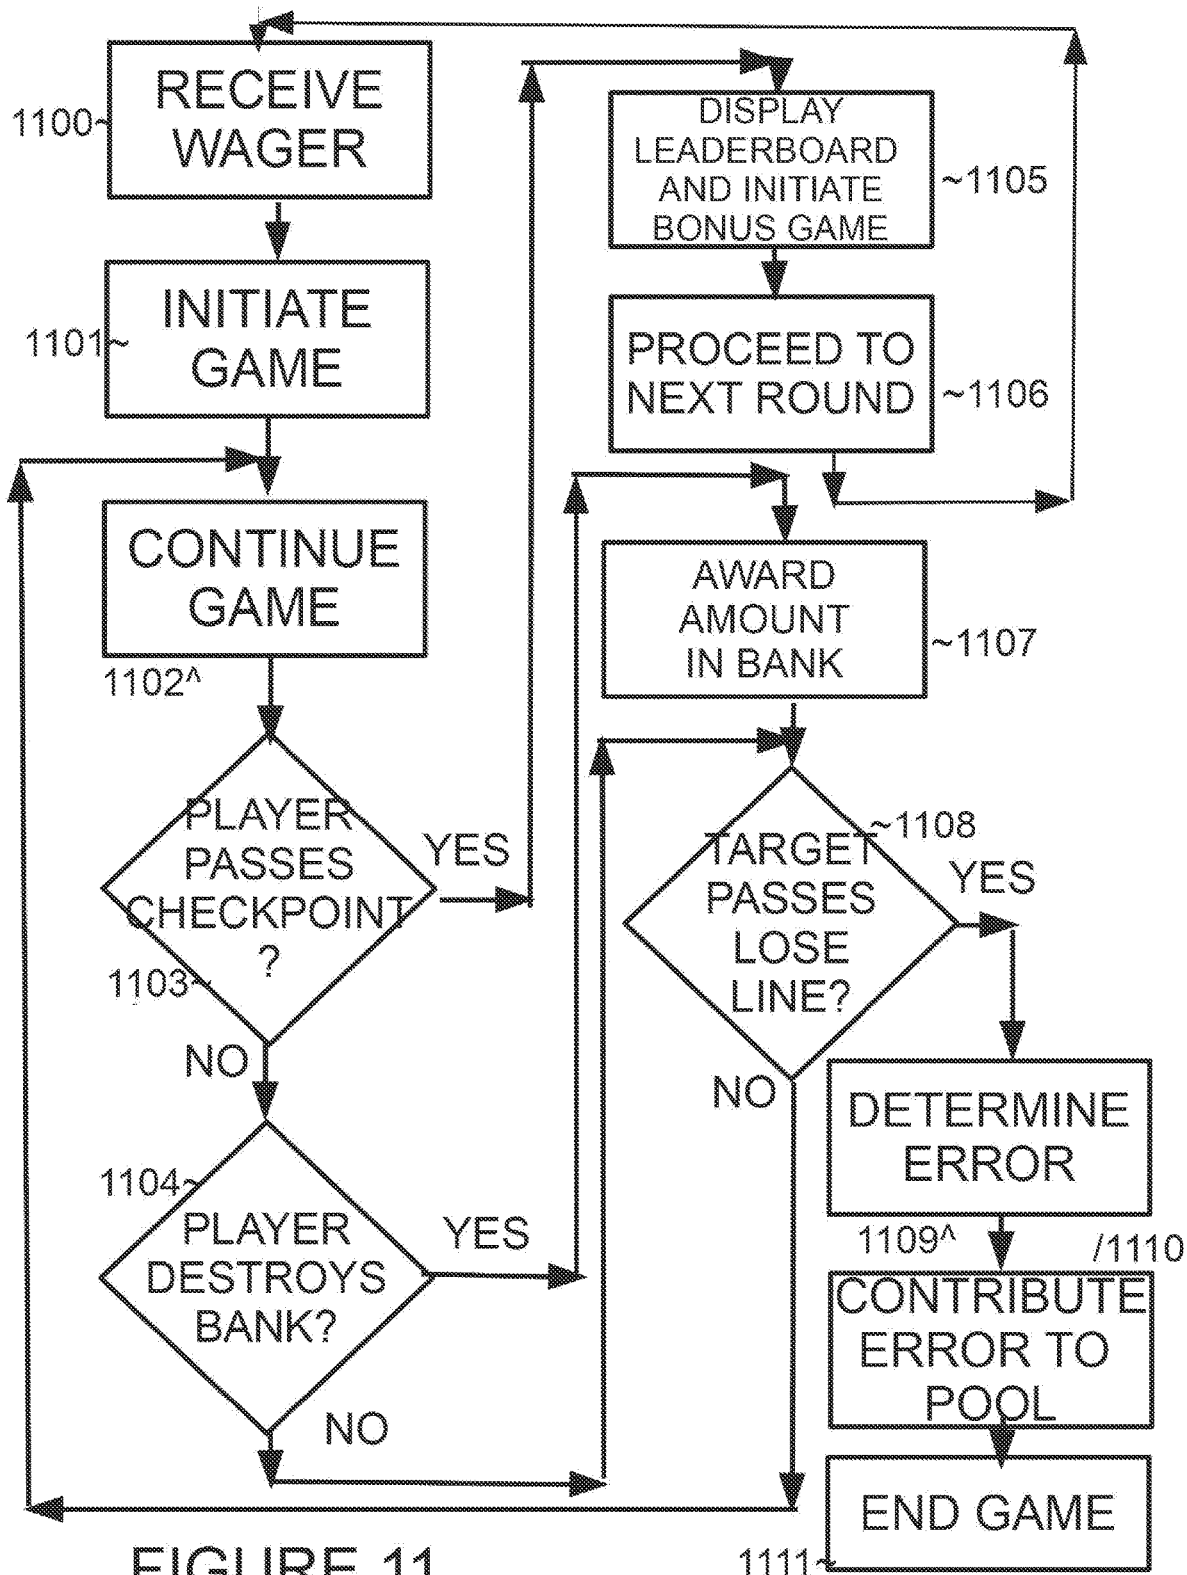 RECEIVE
WAGER
1100~
INITIATE
GAME
1101~
CONTINUE
GAME
1102^
PLAYER
PASSES
CHECKPOINT
?
1103~
YES
NO
1104~
PLAYER
DESTROYS
BANK?
YES
NO
DISPLAY
LEADERBOARD
AND INITIATE
BONUS GAME
~1105
PROCEED TO
NEXT ROUND
~1106
AWARD
AMOUNT
IN BANK
~1107
~1108
TARGET
PASSES
LOSE
LINE?
YES
NO
DETERMINE
ERROR
1109^
/1110
CONTRIBUTE
ERROR TO
POOL
END GAME
1111~
FIGURE 11